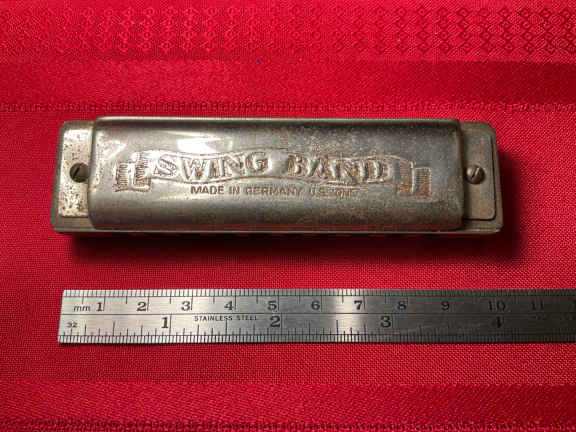 SWING BAND
MADE IN GERMANY U.S. ZONE
mm 1 2 3 4 5 6 7 8 9 10 11
32 1 STAINLESS STEEL 2 3 4